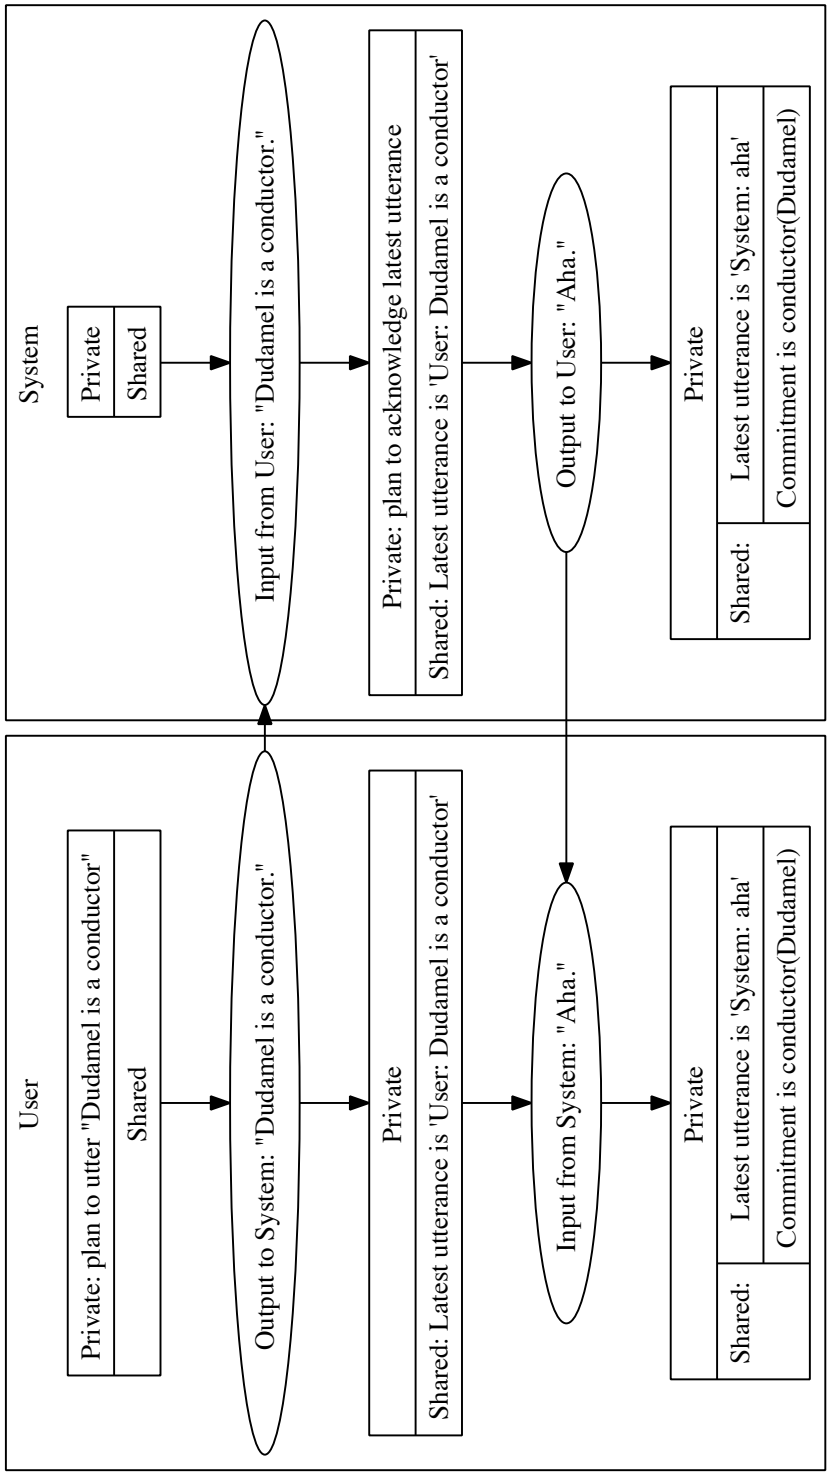 User
Private: plan to utter "Dudamel is a conductor"
Shared
Output to System: "Dudamel is a conductor."
Private
Shared: Latest utterance is 'User: Dudamel is a conductor'
Input from System: "Aha."
Private
Shared:
Latest utterance is 'System: aha'
Commitment is conductor(Dudamel)
System
Private
Shared
Input from User: "Dudamel is a conductor."
Private: plan to acknowledge latest utterance
Shared: Latest utterance is 'User: Dudamel is a conductor'
Output to User: "Aha."
Private
Shared:
Latest utterance is 'System: aha'
Commitment is conductor(Dudamel)